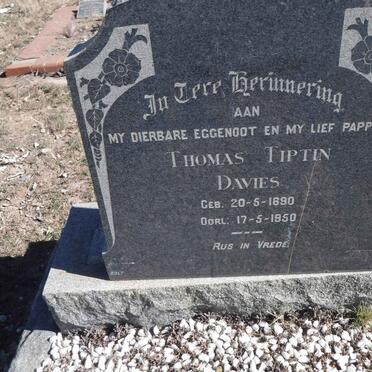 In Tere Herinnering
AAN
MY DIERBARE EGGENOOT EN MY LIEF PAPP
THOMAS TIPTIN
DAVIES
GEB. 20-5-1890
OORL. 17-5-1950
RUS IN VREDE